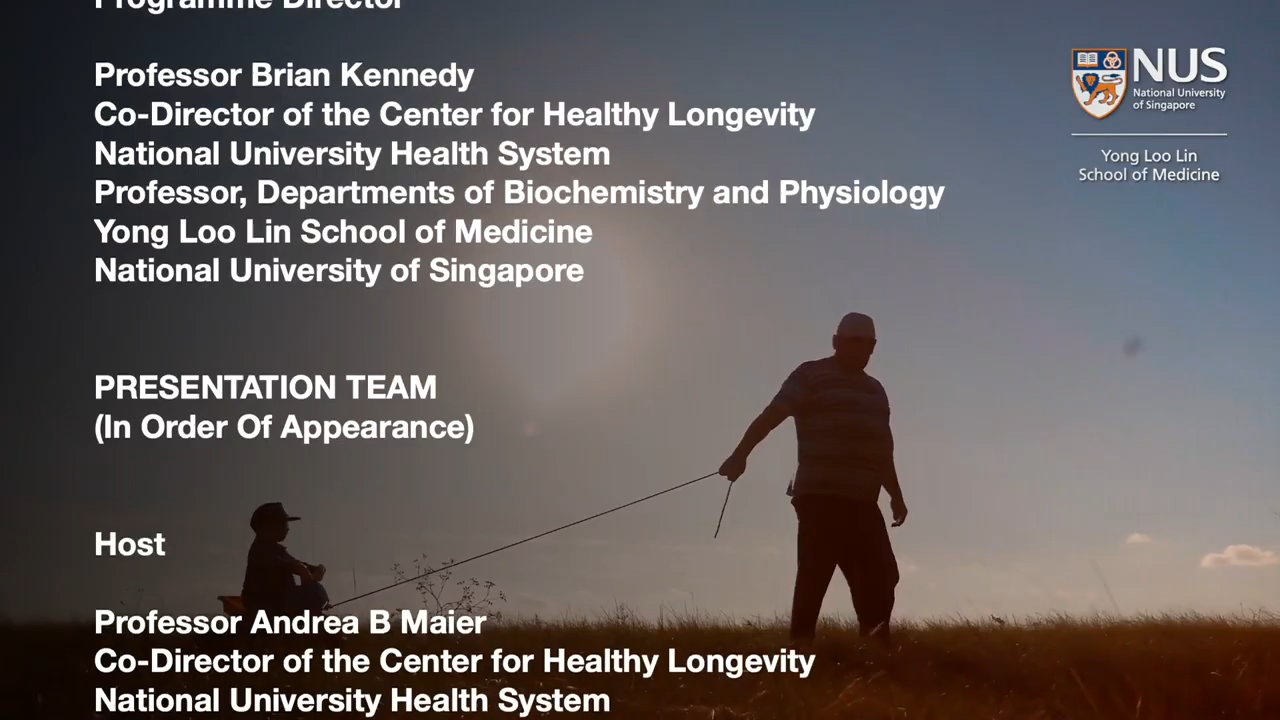 Programme Director
Professor Brian Kennedy
Co-Director of the Center for Healthy Longevity
National University Health System
Professor, Departments of Biochemistry and Physiology
Yong Loo Lin School of Medicine
National University of Singapore
PRESENTATION TEAM
(In Order Of Appearance)
Host
Professor Andrea B Maier
Co-Director of the Center for Healthy Longevity
National University Health System
NUS
National University
of Singapore
Yong Loo Lin
School of Medicine